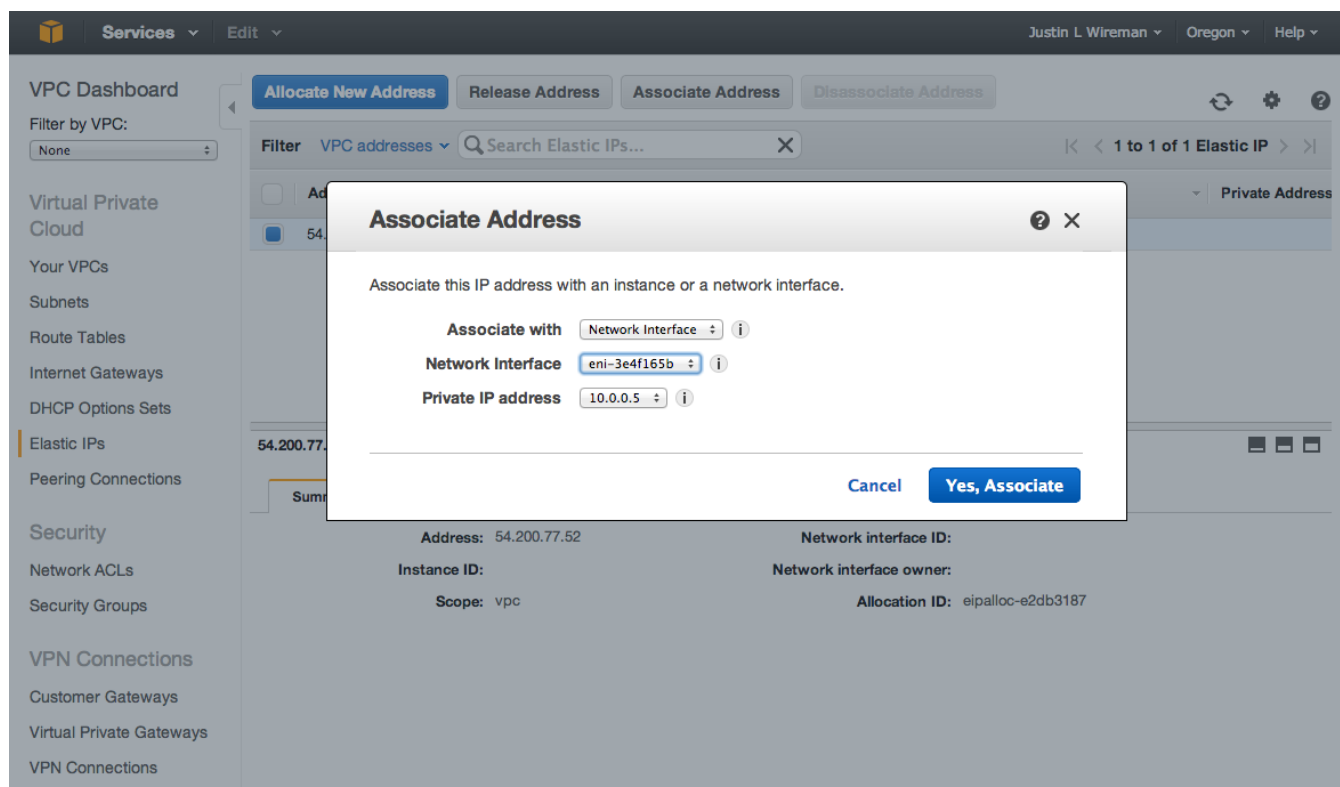 Services Edit Justin L Wireman Oregon Help
VPC Dashboard
Filter by VPC:
None
Virtual Private
Cloud
Your VPCs
Subnets
Route Tables
Internet Gateways
DHCP Options Sets
Elastic IPs
Peering Connections
Security
Network ACLs
Security Groups
VPN Connections
Customer Gateways
Virtual Private Gateways
VPN Connections
Allocate New Address Release Address Associate Address Disassociate Address
Filter VPC addresses Search Elastic IPs... 1 to 1 of 1 Elastic IP
Ad Private Address
54.
Associate Address
Associate this IP address with an instance or a network interface.
Associate with Network Interface
Network Interface eni-3e4f165b
Private IP address 10.0.0.5
Cancel Yes, Associate
54.200.77.
Summ
Address: 54.200.77.52 Network interface ID:
Instance ID: Network interface owner:
Scope: vpc Allocation ID: eipalloc-e2db3187